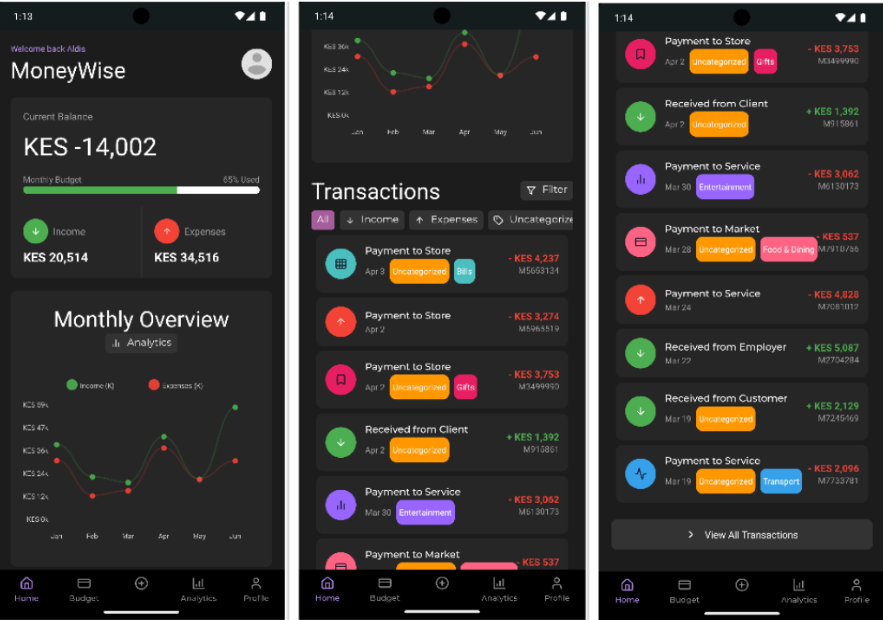 1:13
Welcome back Aldis
MoneyWise
Current Balance
KES -14,002
Monthly Budget 65% Used
Income Expenses
KES 20,514 KES 34,516
Monthly Overview
Analytics
Income (K) Expenses (K)
KES 47k
KES 36k
KES 24k
KES 12k
KES 0k
Jan Feb Mar Apr May Jun
Home Budget Analytics Profile
1:14
KES 36k
KES 24k
KES 12k
KES 0k
Jan Feb Mar Apr May Jun
Transactions Filter
All Income Expenses Uncategorize
Payment to Store
- KES 4,237
Apr 3 Uncategorized Bills M5663134
Payment to Store
- KES 3,274
Apr 2 M5965519
Payment to Store
- KES 3,753
Apr 2 Uncategorized Gifts M3499990
Received from Client
+ KES 1,392
Apr 2 Uncategorized M915861
Payment to Service
- KES 3,062
Mar 30 Entertainment M6130173
Payment to Market
- KES 537
Home Budget Analytics Profile
1:14
Payment to Store
- KES 3,753
Apr 2 Uncategorized Gifts M3499990
Received from Client
+ KES 1,392
Apr 2 Uncategorized M915861
Payment to Service
- KES 3,062
Mar 30 Entertainment M6130173
Payment to Market
- KES 537
Mar 28 Uncategorized Food & Dining M7910756
Payment to Service
- KES 4,828
Mar 24 M7081012
Received from Employer
+ KES 5,087
Mar 22 M2704284
Received from Customer
+ KES 2,129
Mar 19 Uncategorized M7245469
Payment to Service
- KES 2,096
Mar 19 Uncategorized Transport M7733781
View All Transactions
Home Budget Analytics Profile